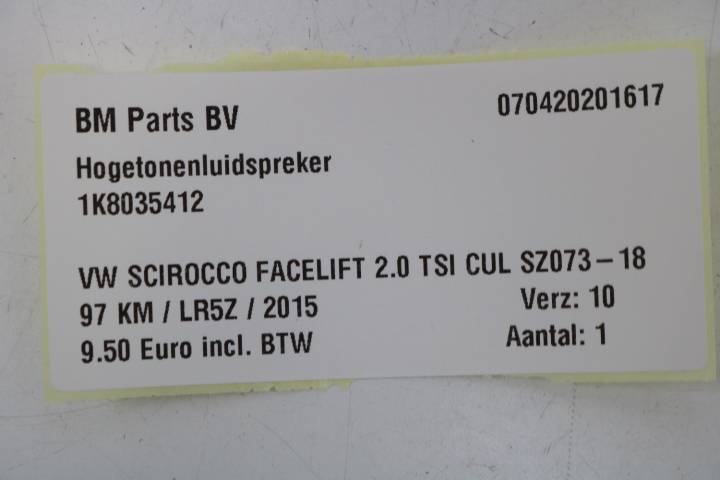 BM Parts BV 070420201617
Hogetonenluidspreker
1K8035412
VW SCIROCCO FACELIFT 2.0 TSI CUL SZ073-18
97 KM / LR5Z / 2015 Verz: 10
9.50 Euro incl. BTW Aantal: 1